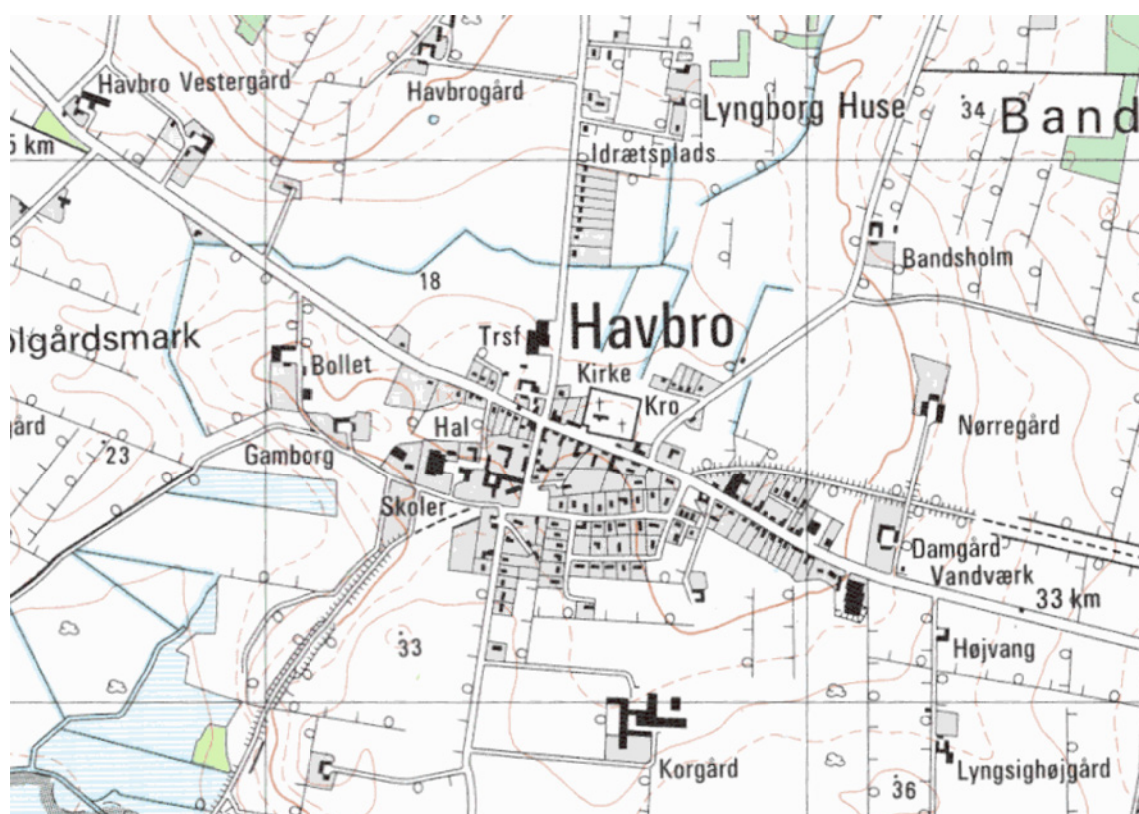 Havbro Vestergård
Havbrogård
Lyngborg Huse
34
Band
5 km
Idrætsplads
Bandsholm
18
Trsf
Havbro
olgårdsmark
Bollet
Kirke
Kro
gård
23
Hal
Gamborg
Nørregård
Skoler
Damgård
Vandværk
33 km
33
Højvang
Korgård
Lyngsighøjgård
36